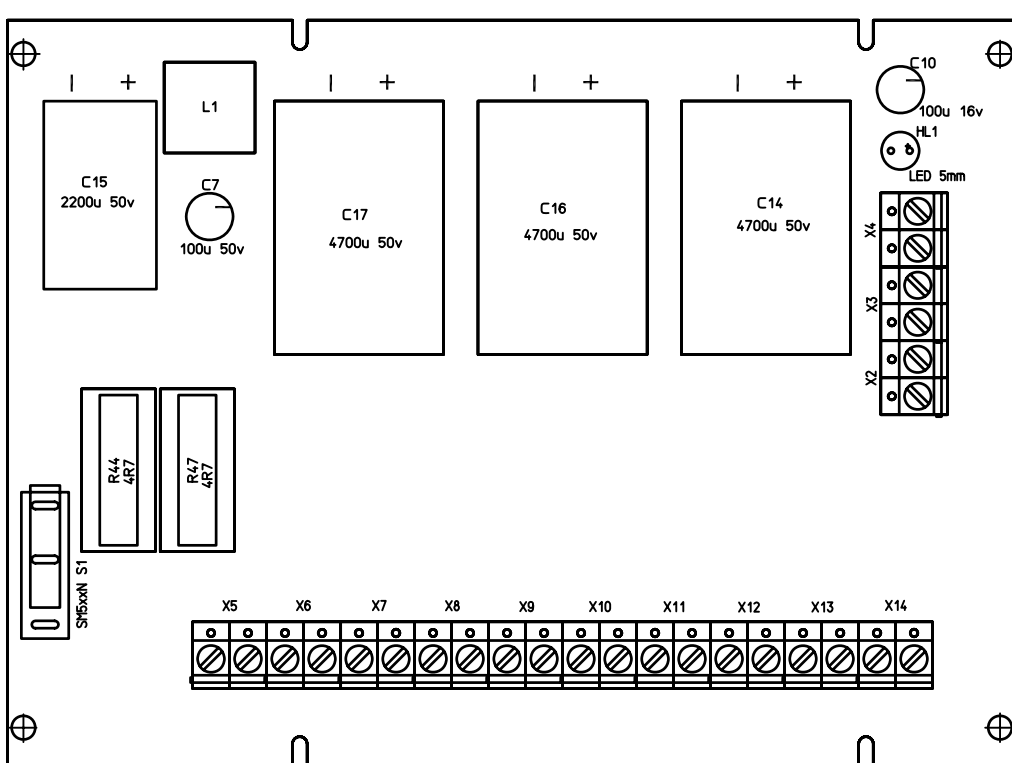 C10
100u 16v
HL1
LED 5mm
L1
C15
2200u 50v
C7
100u 50v
C17
4700u 50v
C16
4700u 50v
C14
4700u 50v
X4
X3
X2
R44
4R7
R47
4R7
SM5xxN S1
X5 X6 X7 X8 X9 X10 X11 X12 X13 X14